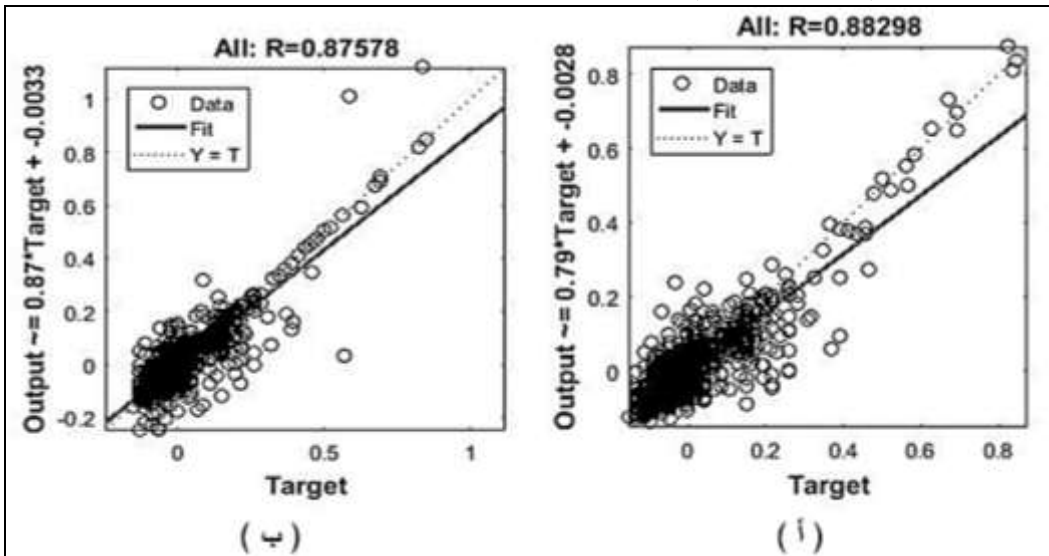 All: R=0.88298
Output ~= 0.79*Target + -0.0028
Data
Fit
Y = T
0.8
0.6
0.4
0.2
0
0 0.2 0.4 0.6 0.8
Target
( أ )
All: R=0.87578
Output ~= 0.87*Target + -0.0033
Data
Fit
Y = T
1
0.8
0.6
0.4
0.2
0
-0.2
0 0.5 1
Target
( ب )